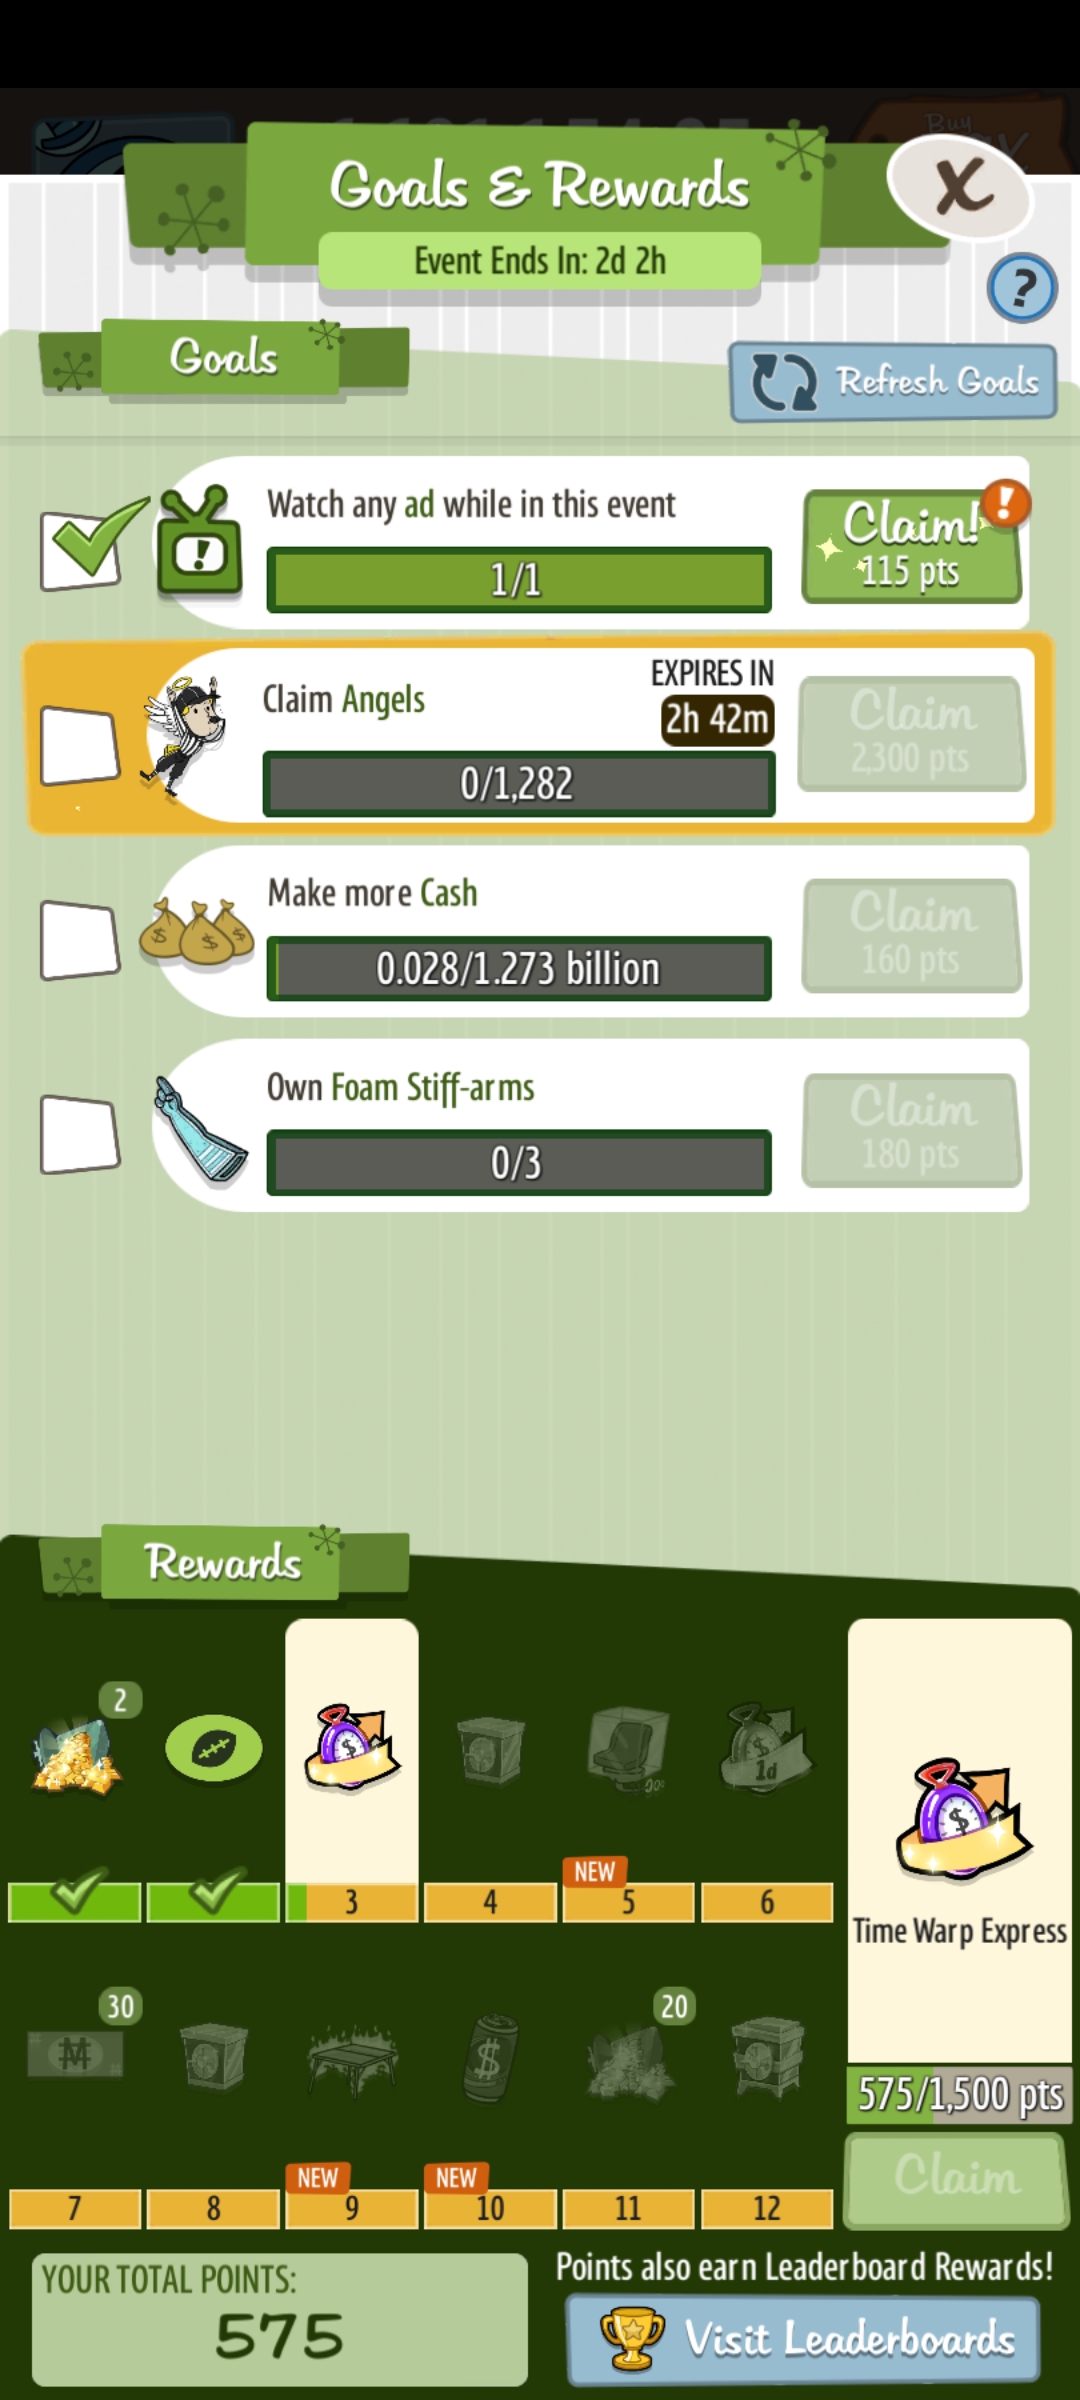 Buy
Goals & Rewards
X
Event Ends In: 2d 2h
?
Goals
Refresh Goals
Watch any ad while in this event
1/1
Claim!
115 pts
!
Claim Angels
EXPIRES IN
2h 42m
0/1,282
Claim
2,300 pts
Make more Cash
0.028/1.273 billion
Claim
160 pts
Own Foam Stiff-arms
0/3
Claim
180 pts
Rewards
2
1d
NEW
3
4
5
6
Time Warp Express
30
20
575/1,500 pts
NEW
NEW
Claim
7
8
9
10
11
12
YOUR TOTAL POINTS:
575
Points also earn Leaderboard Rewards!
Visit Leaderboards